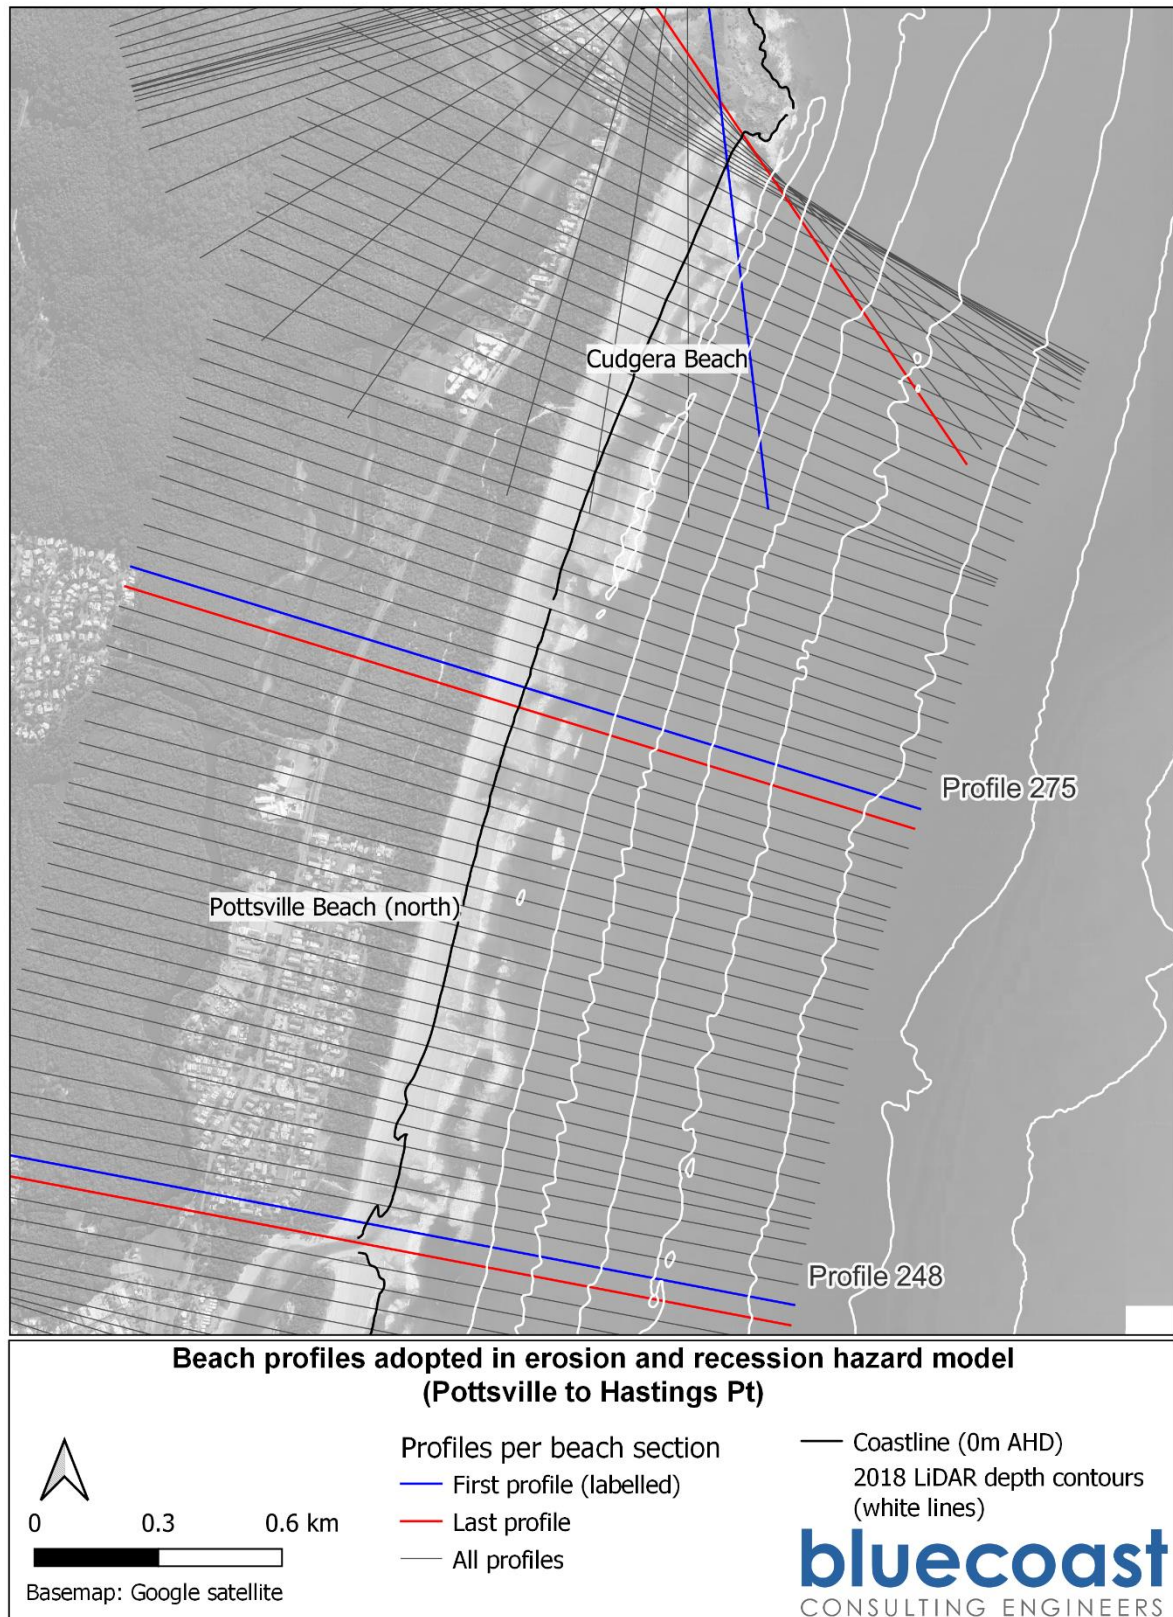 Cudgera Beach
Profile 275
Pottsville Beach (north)
Profile 248
Beach profiles adopted in erosion and recession hazard model
(Pottsville to Hastings Pt)
Profiles per beach section
First profile (labelled)
Last profile
All profiles
Coastline (0m AHD)
2018 LiDAR depth contours
(white lines)
0 0.3 0.6 km
Basemap: Google satellite
bluecoast
CONSULTING ENGINEERS